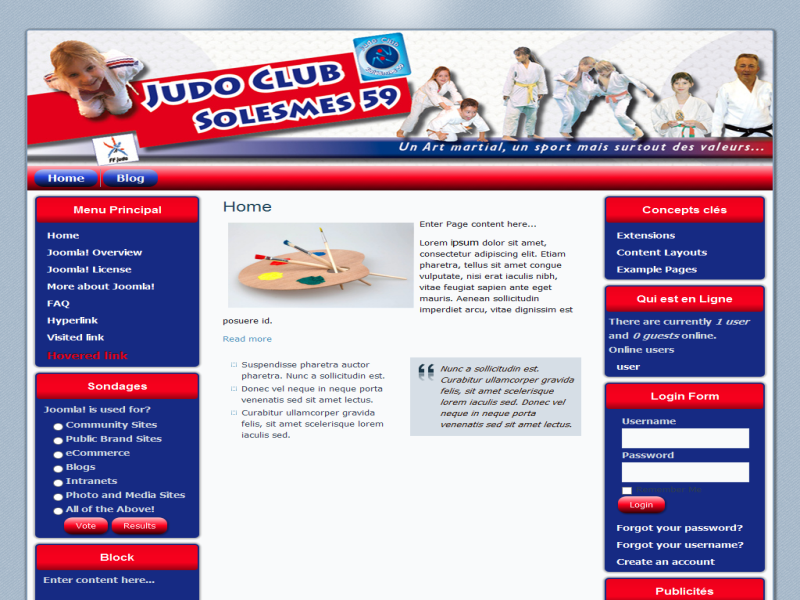 JUDO CLUB
SOLESMES 59
FF Judo
Un Art martial, un sport mais surtout des valeurs...
Home
Blog
Menu Principal
Home
Joomla! Overview
Joomla! License
More about Joomla!
FAQ
Hyperlink
Visited link
Hovered link
Sondages
Joomla! is used for?
Community Sites
Public Brand Sites
eCommerce
Blogs
Intranets
Photo and Media Sites
All of the Above!
Vote
Results
Block
Enter content here...
Home
Enter Page content here...
Lorem ipsum dolor sit amet,
consectetur adipiscing elit. Etiam
pharetra, tellus sit amet congue
vulputate, nisi erat iaculis nibh,
vitae feugiat sapien ante eget
mauris. Aenean sollicitudin
imperdiet arcu, vitae dignissim est
posuere id.
Read more
Suspendisse pharetra auctor
pharetra. Nunc a sollicitudin est.
Donec vel neque in neque porta
venenatis sed sit amet lectus.
Curabitur ullamcorper gravida
felis, sit amet scelerisque lorem
iaculis sed.
Nunc a sollicitudin est.
Curabitur ullamcorper gravida
felis, sit amet scelerisque
lorem iaculis sed. Donec vel
neque in neque porta
venenatis sed sit amet lectus.
Concepts clés
Extensions
Content Layouts
Example Pages
Qui est en Ligne
There are currently 1 user
and 0 guests online.
Online users
user
Login Form
Username
Password
Login
Forgot your password?
Forgot your username?
Create an account
Publicités